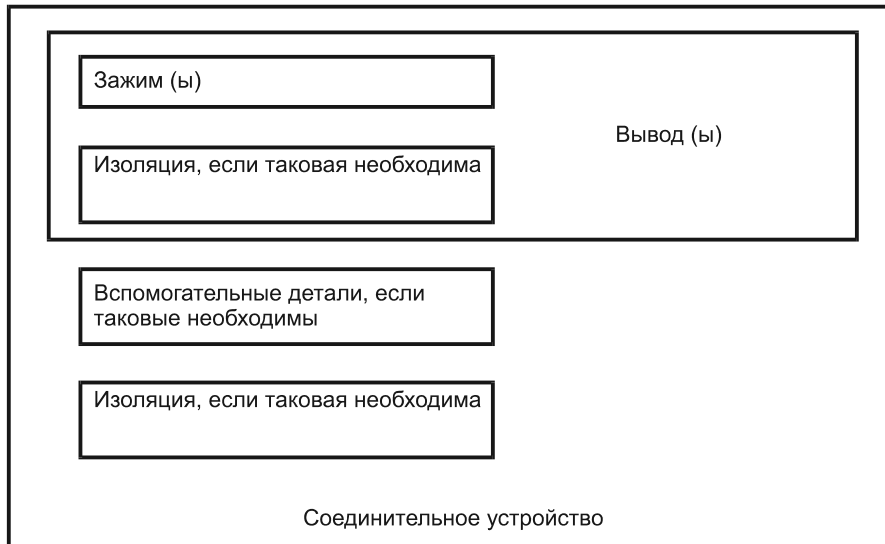 Зажим (ы)
Вывод (ы)
Изоляция, если таковая необходима
Вспомогательные детали, если
таковые необходимы
Изоляция, если таковая необходима
Соединительное устройство